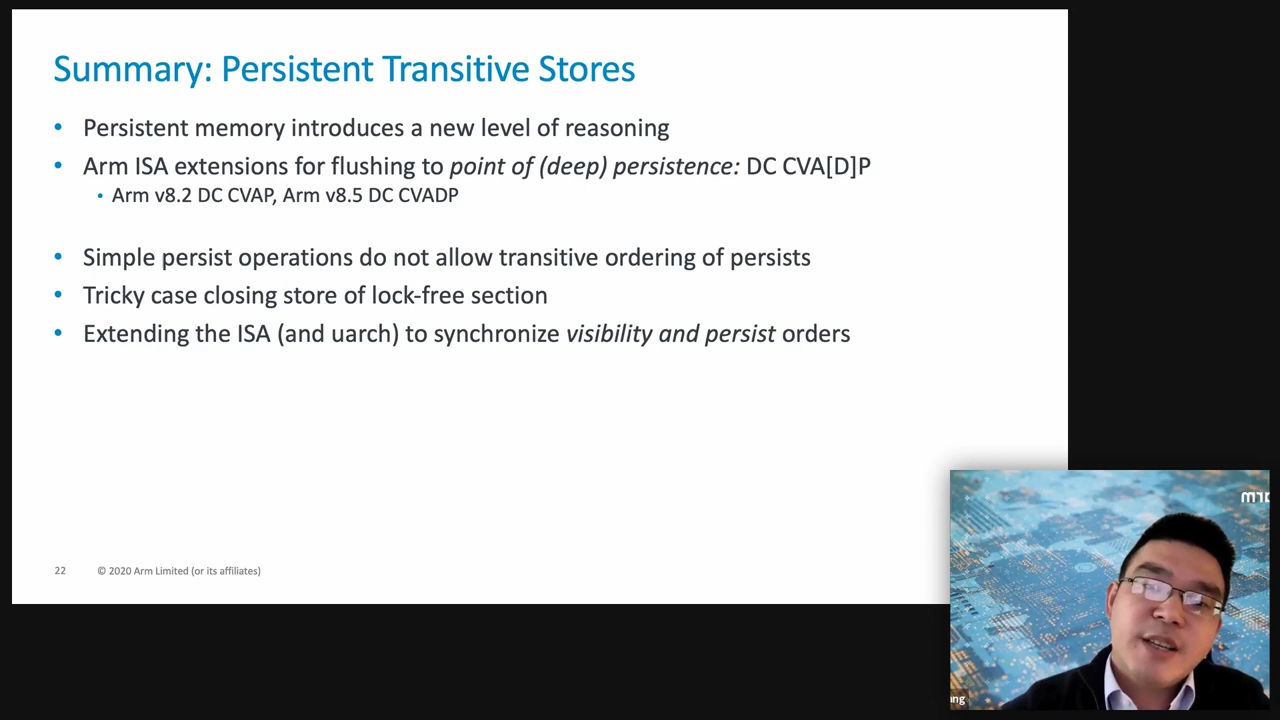 Summary: Persistent Transitive Stores
• Persistent memory introduces a new level of reasoning
• Arm ISA extensions for flushing to point of (deep) persistence: DC CVA[D]P
• Arm v8.2 DC CVAP, Arm v8.5 DC CVADP
• Simple persist operations do not allow transitive ordering of persists
• Tricky case closing store of lock-free section
• Extending the ISA (and uarch) to synchronize visibility and persist orders
22 © 2020 Arm Limited (or its affiliates)